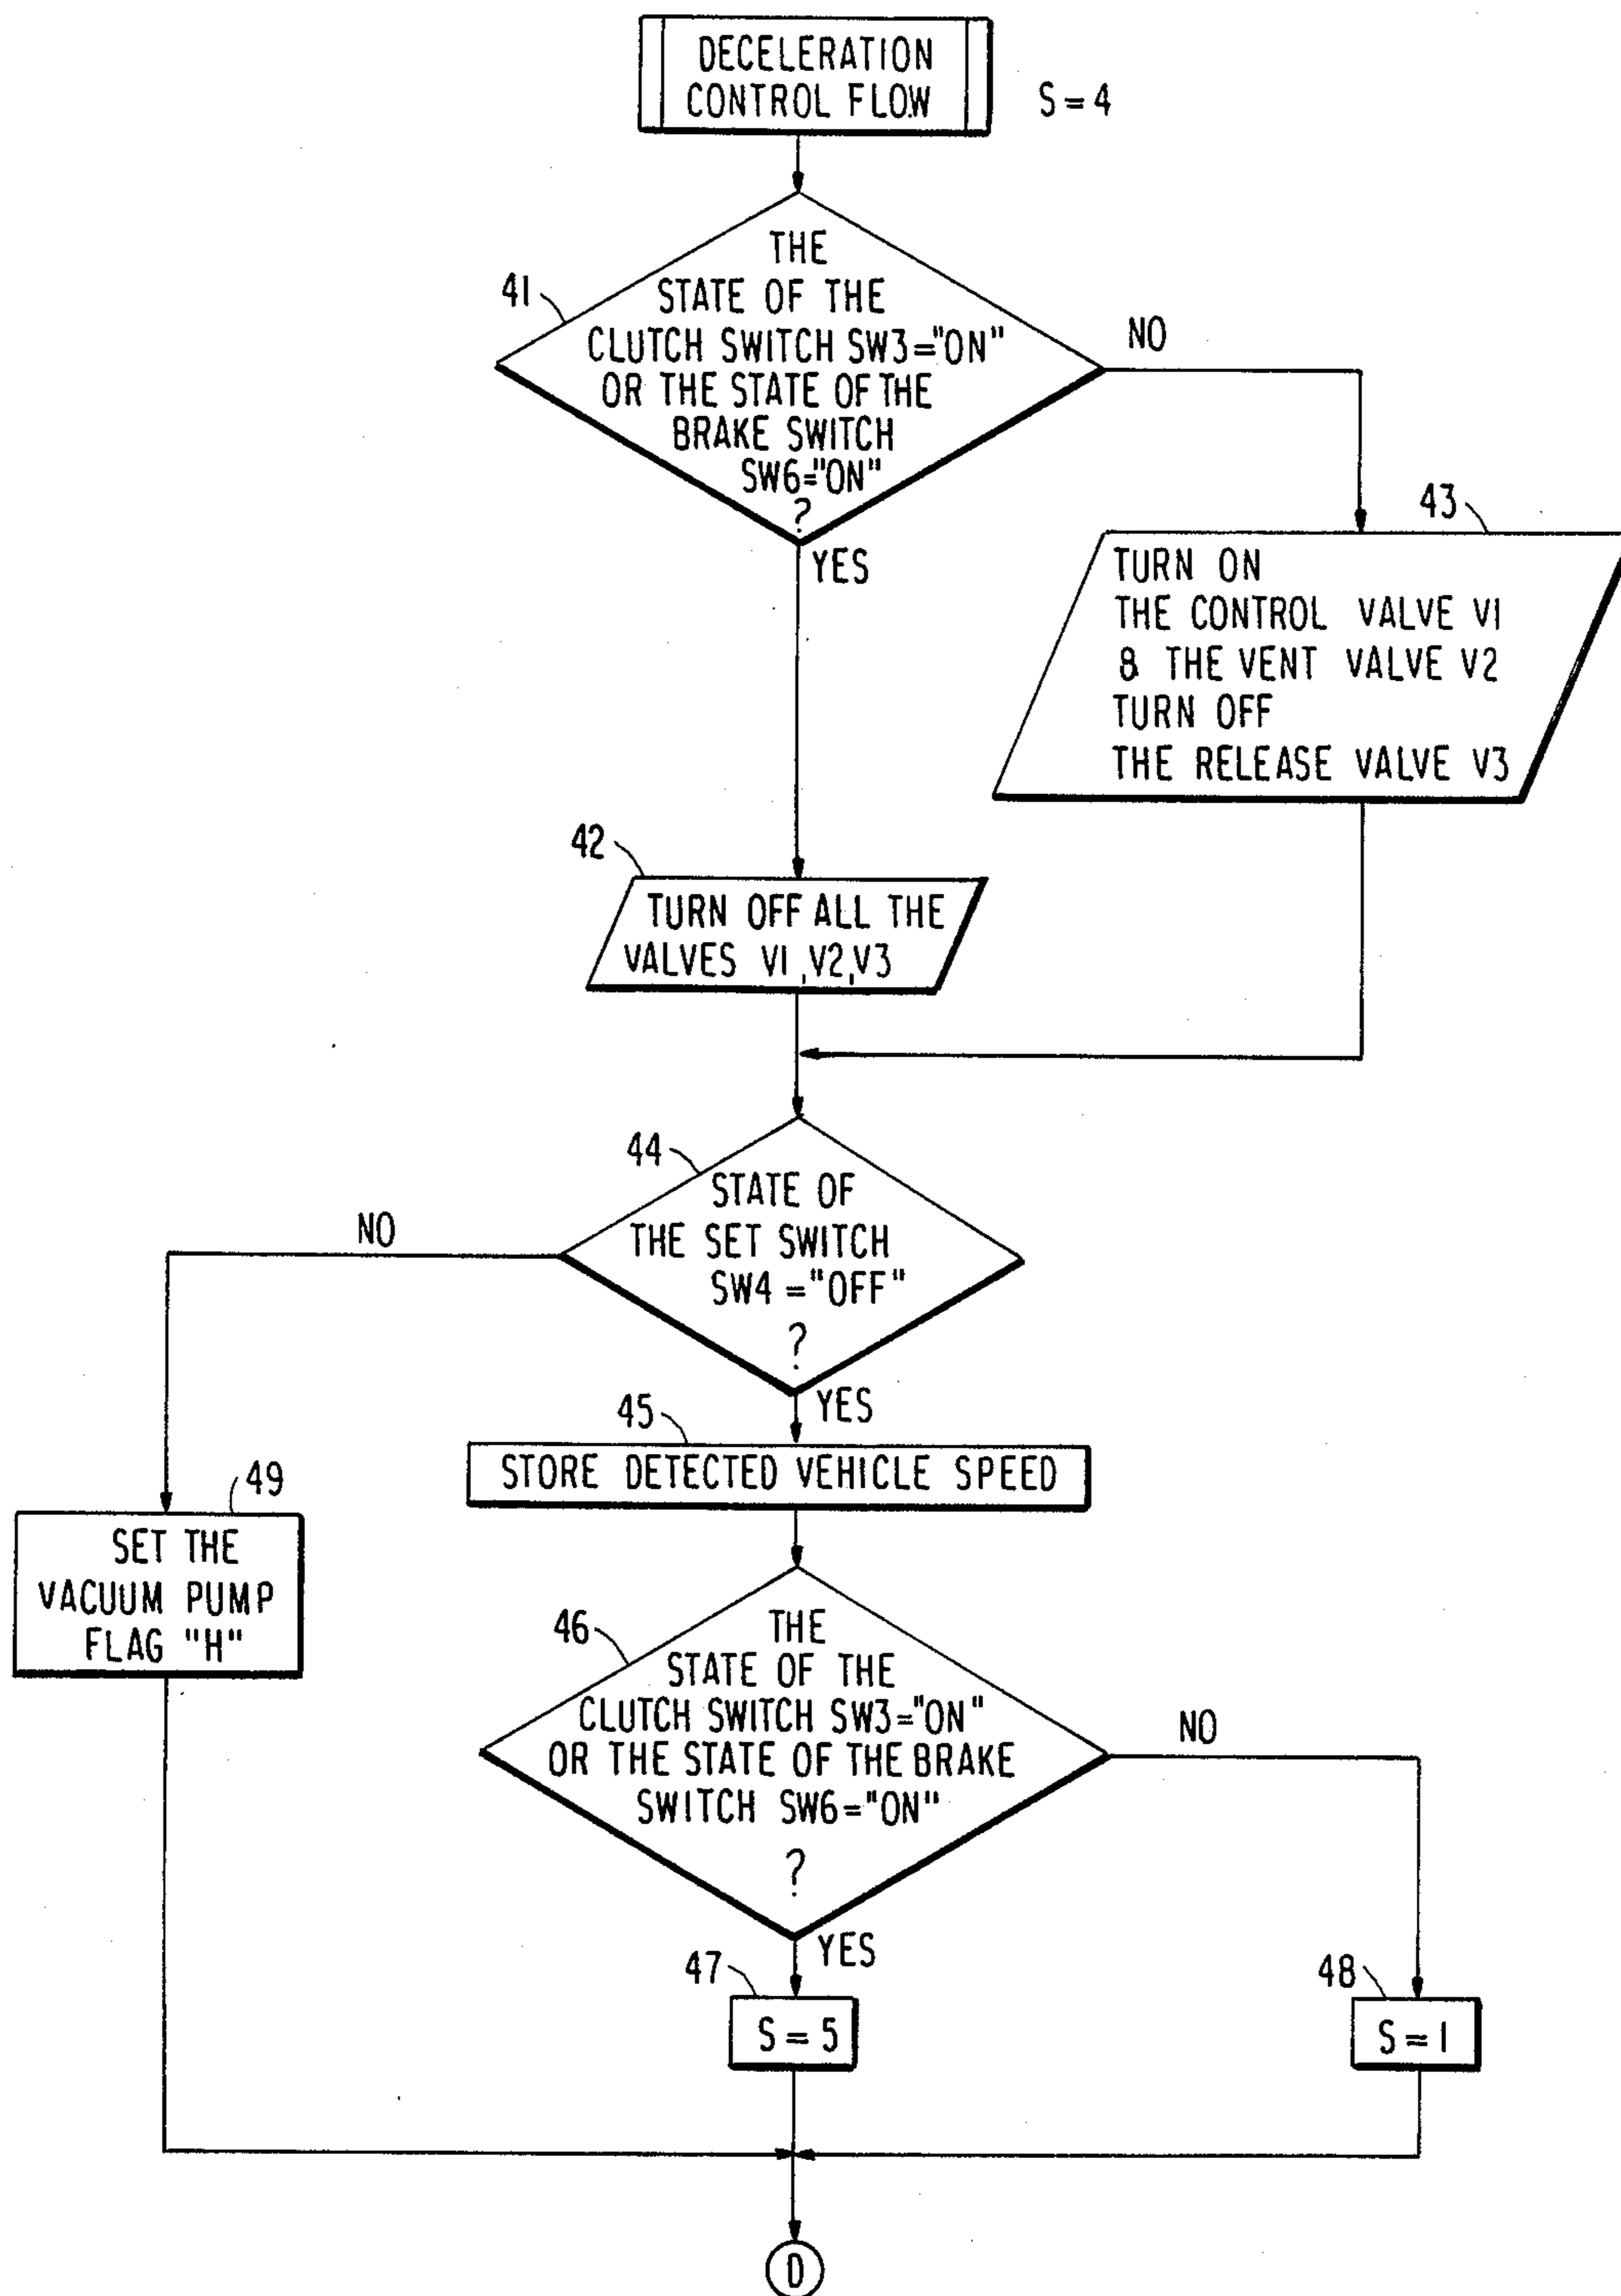 DECELERATION
CONTROL FLOW
S=4
41
THE
STATE OF THE
CLUTCH SWITCH SW3="ON"
OR THE STATE OF THE
BRAKE SWITCH
SW6="ON"
?
NO
YES
43
TURN ON
THE CONTROL VALVE V1
& THE VENT VALVE V2
TURN OFF
THE RELEASE VALVE V3
42
TURN OFF ALL THE
VALVES V1,V2,V3
44
STATE OF
THE SET SWITCH
SW4 ="OFF"
?
NO
YES
45
STORE DETECTED VEHICLE SPEED
49
SET THE
VACUUM PUMP
FLAG "H"
46
THE
STATE OF THE
CLUTCH SWITCH SW3="ON"
OR THE STATE OF THE BRAKE
SWITCH SW6="ON"
?
NO
YES
47
S=5
48
S=1
D